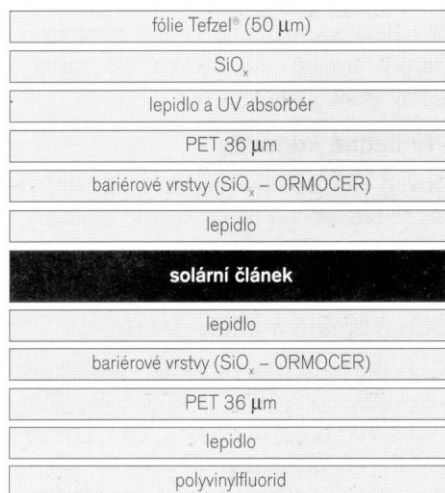 fólie Tefzel® (50 µm)
SiOₓ
lepidlo a UV absorbér
PET 36 µm
bariérové vrstvy (SiOₓ – ORMOCER)
lepidlo
solární článek
lepidlo
bariérové vrstvy (SiOₓ – ORMOCER)
PET 36 µm
lepidlo
polyvinylfluorid